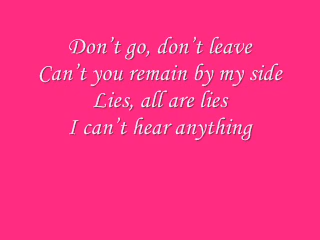 Don't go, don't leave
Can't you remain by my side
Lies, all are lies
I can't hear anything